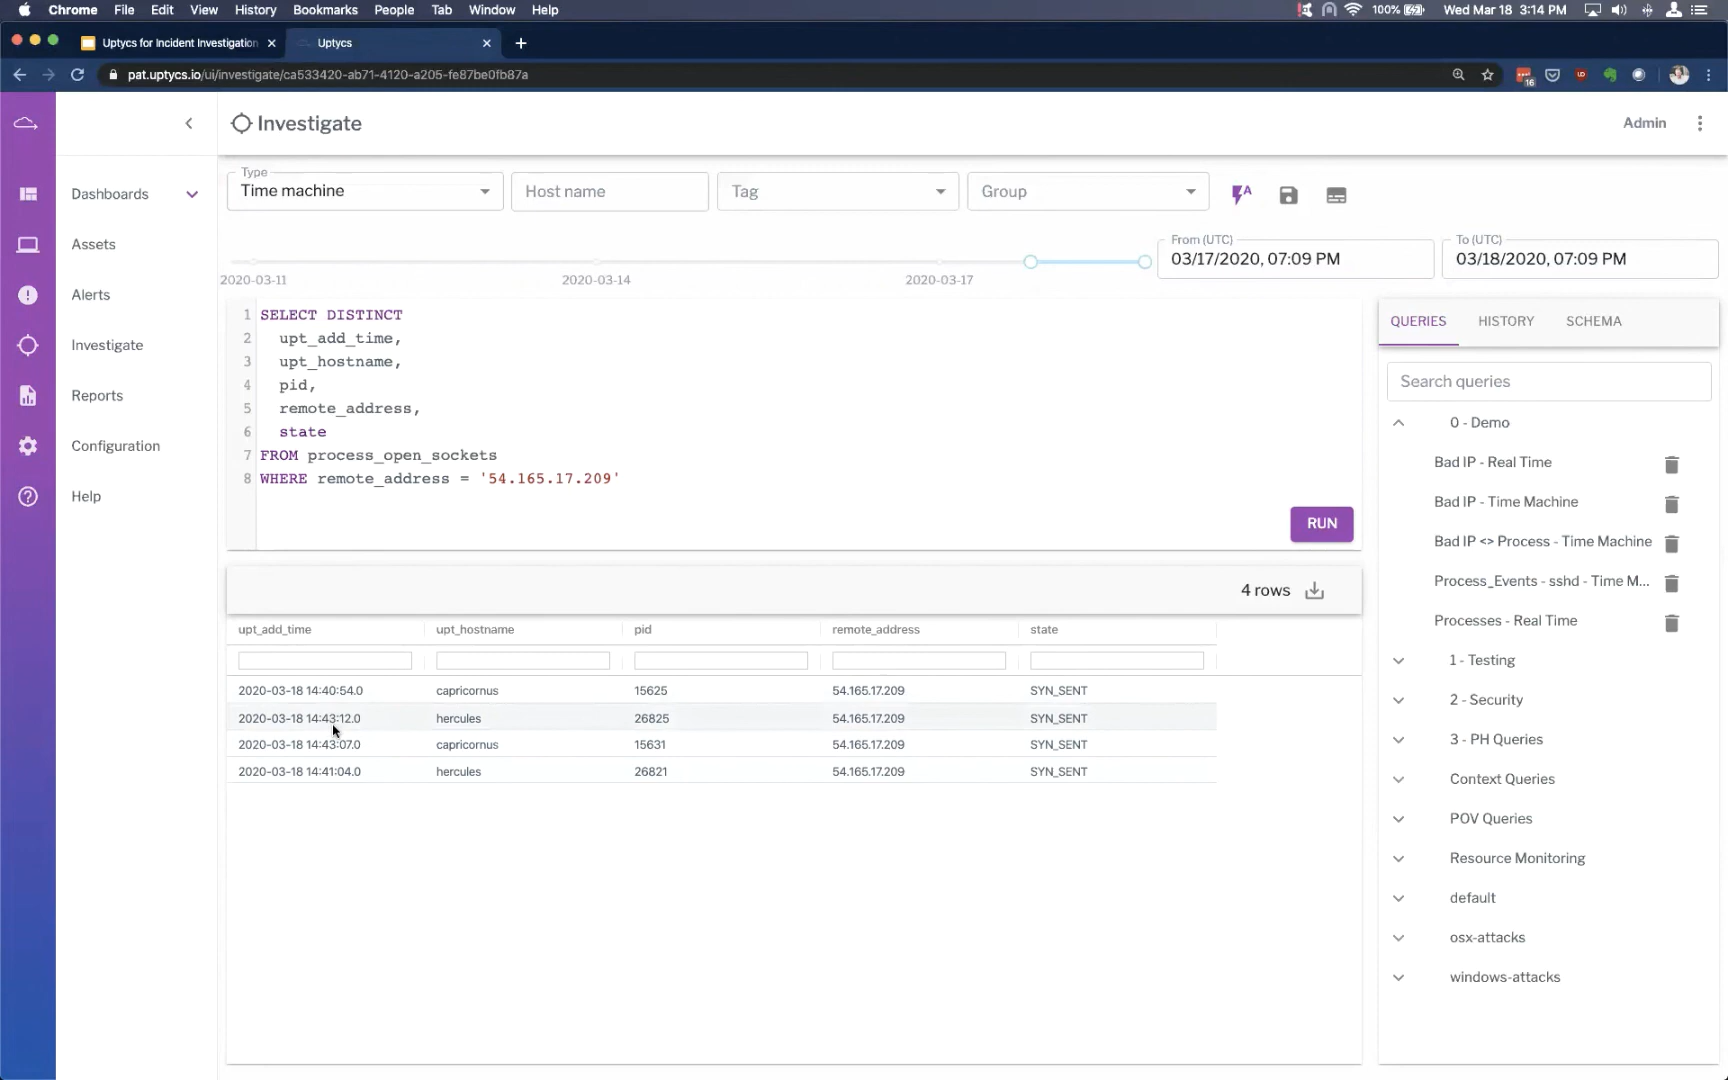 Chrome File Edit View History Bookmarks People Tab Window Help 100% Wed Mar 18 3:14 PM
Uptycs for Incident Investigation Uptycs
pat.uptycs.io/ui/investigate/ca533420-ab71-4120-a205-fe87be0fb87a 16
Investigate Admin
Dashboards
Assets
Alerts
Investigate
Reports
Configuration
Help
Type
Time machine Host name Tag Group
From (UTC) To (UTC)
03/17/2020, 07:09 PM 03/18/2020, 07:09 PM
2020-03-11 2020-03-14 2020-03-17
1 SELECT DISTINCT
2 upt_add_time,
3 upt_hostname,
4 pid,
5 remote_address,
6 state
7 FROM process_open_sockets
8 WHERE remote_address = '54.165.17.209'
RUN
4 rows
upt_add_time upt_hostname pid remote_address state
2020-03-18 14:40:54.0 capricornus 15625 54.165.17.209 SYN_SENT
2020-03-18 14:43:12.0 hercules 26825 54.165.17.209 SYN_SENT
2020-03-18 14:43:07.0 capricornus 15631 54.165.17.209 SYN_SENT
2020-03-18 14:41:04.0 hercules 26821 54.165.17.209 SYN_SENT
QUERIES HISTORY SCHEMA
Search queries
0 - Demo
Bad IP - Real Time
Bad IP - Time Machine
Bad IP <> Process - Time Machine
Process_Events - sshd - Time M...
Processes - Real Time
1 - Testing
2 - Security
3 - PH Queries
Context Queries
POV Queries
Resource Monitoring
default
osx-attacks
windows-attacks